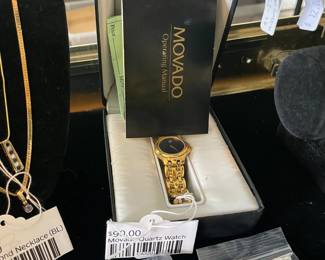 MOVADO
Operating Manual
$90.00
Movado Quartz Watch
ond Necklace (BL)